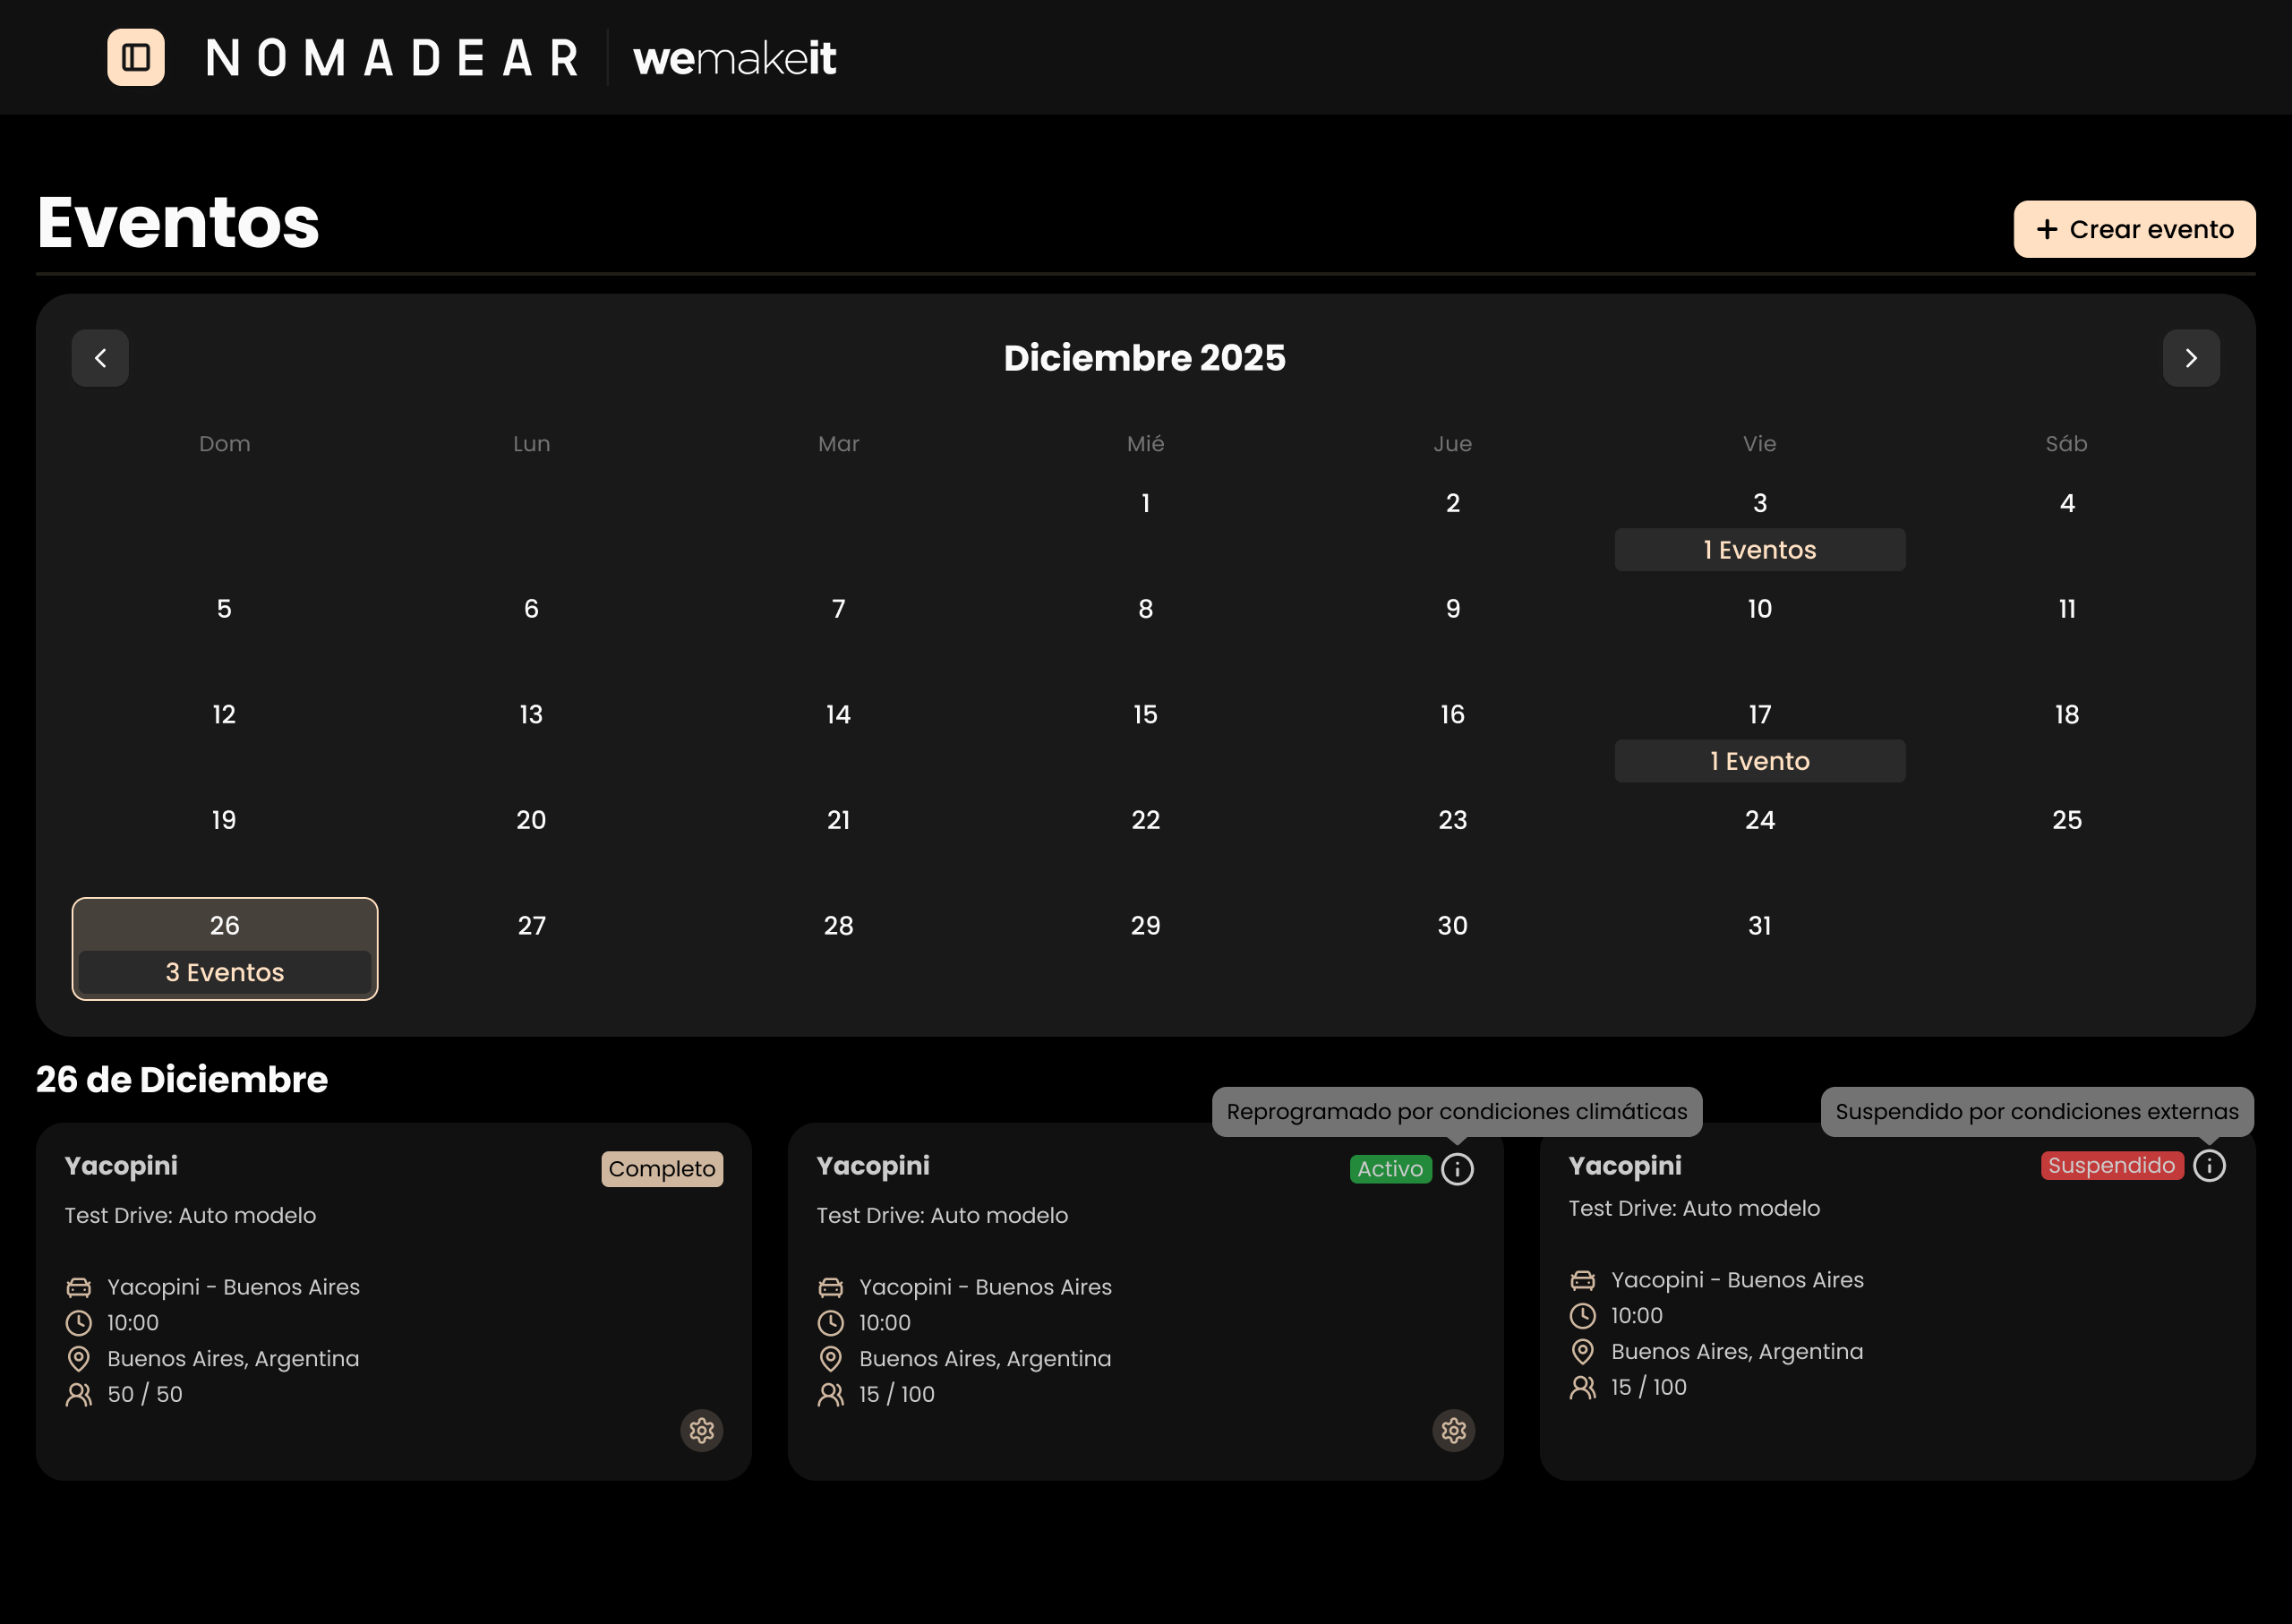 NOMADEAR wemakeit
Eventos
+ Crear evento
Diciembre 2025
Dom Lun Mar Mié Jue Vie Sáb
1 2 3 4
1 Eventos
5 6 7 8 9 10 11
12 13 14 15 16 17 18
1 Evento
19 20 21 22 23 24 25
26 27 28 29 30 31
3 Eventos
26 de Diciembre
Reprogramado por condiciones climáticas
Suspendido por condiciones externas
Yacopini
Completo
Test Drive: Auto modelo
Yacopini - Buenos Aires
10:00
Buenos Aires, Argentina
50 / 50
Yacopini
Activo
Test Drive: Auto modelo
Yacopini - Buenos Aires
10:00
Buenos Aires, Argentina
15 / 100
Yacopini
Suspendido
Test Drive: Auto modelo
Yacopini - Buenos Aires
10:00
Buenos Aires, Argentina
15 / 100